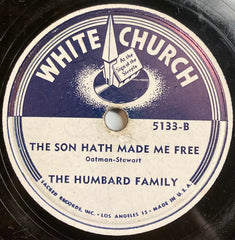 WHITE CHURCH
At the
Sign of the
Steeple
5133-B
THE SON HATH MADE ME FREE
Oatman-Stewart
THE HUMBARD FAMILY
SACRED RECORDS, INC. • LOS ANGELES 15 • MADE IN U.S.A.